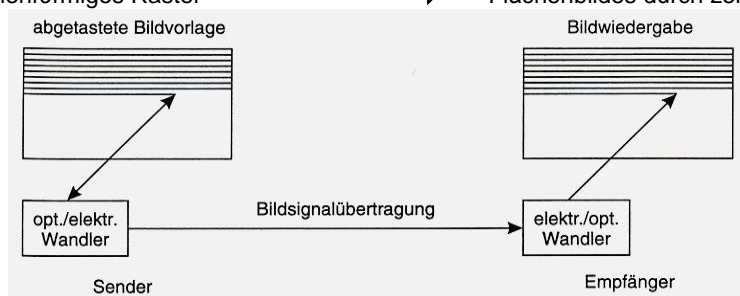 abgetastete Bildvorlage
Bildwiedergabe
opt./elektr.
Wandler
Bildsignalübertragung
elektr./opt.
Wandler
Sender
Empfänger